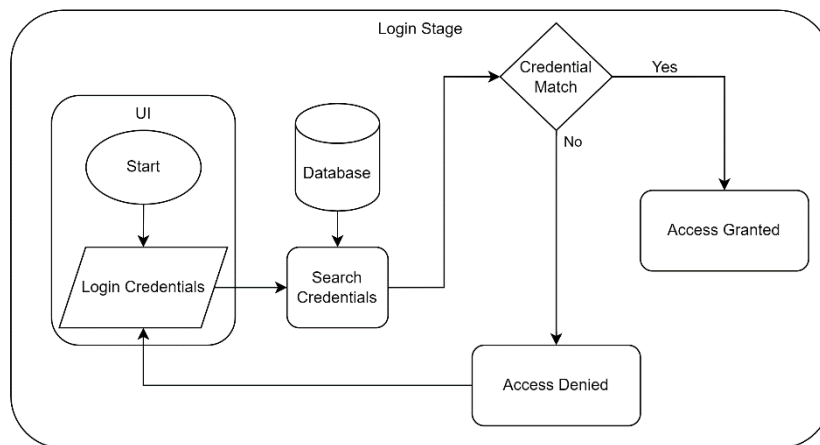 Login Stage
UI
Start
Login Credentials
Database
Search
Credentials
Credential
Match
Yes
No
Access Granted
Access Denied